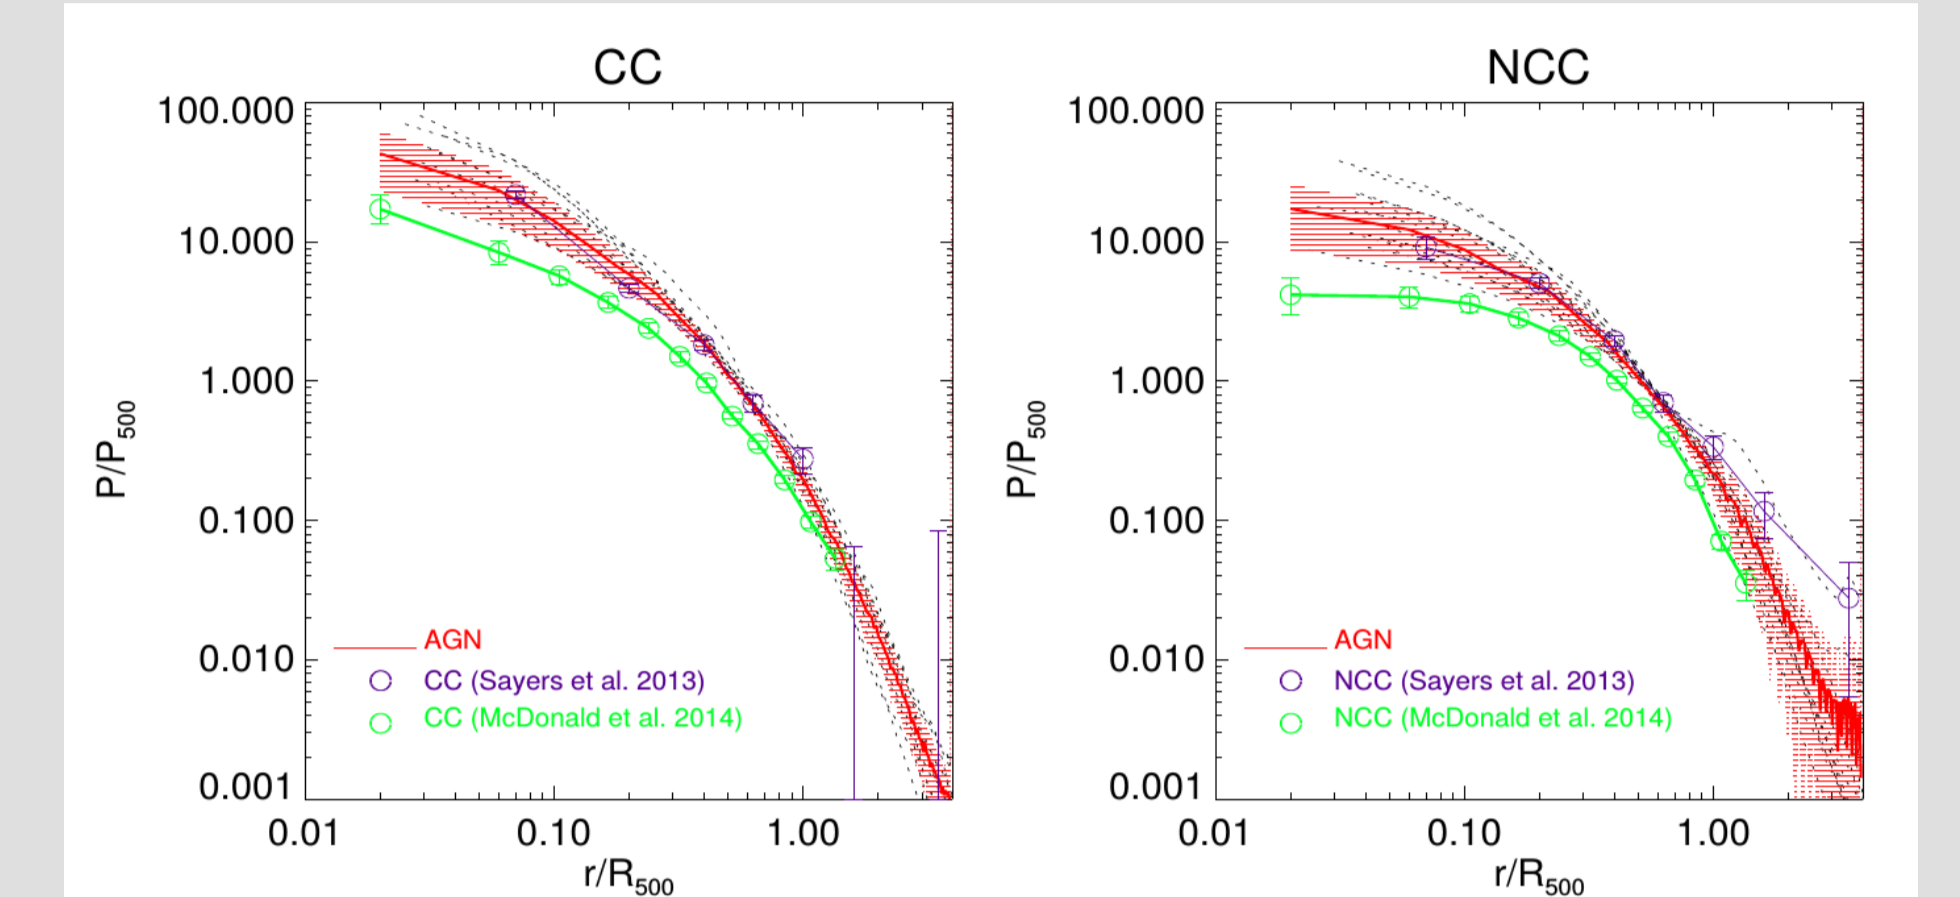 CC
100.000
10.000
1.000
0.100
0.010
0.001
P/P500
AGN
CC (Sayers et al. 2013)
CC (McDonald et al. 2014)
0.01 0.10 1.00
r/R500
NCC
100.000
10.000
1.000
0.100
0.010
0.001
P/P500
AGN
NCC (Sayers et al. 2013)
NCC (McDonald et al. 2014)
0.01 0.10 1.00
r/R500